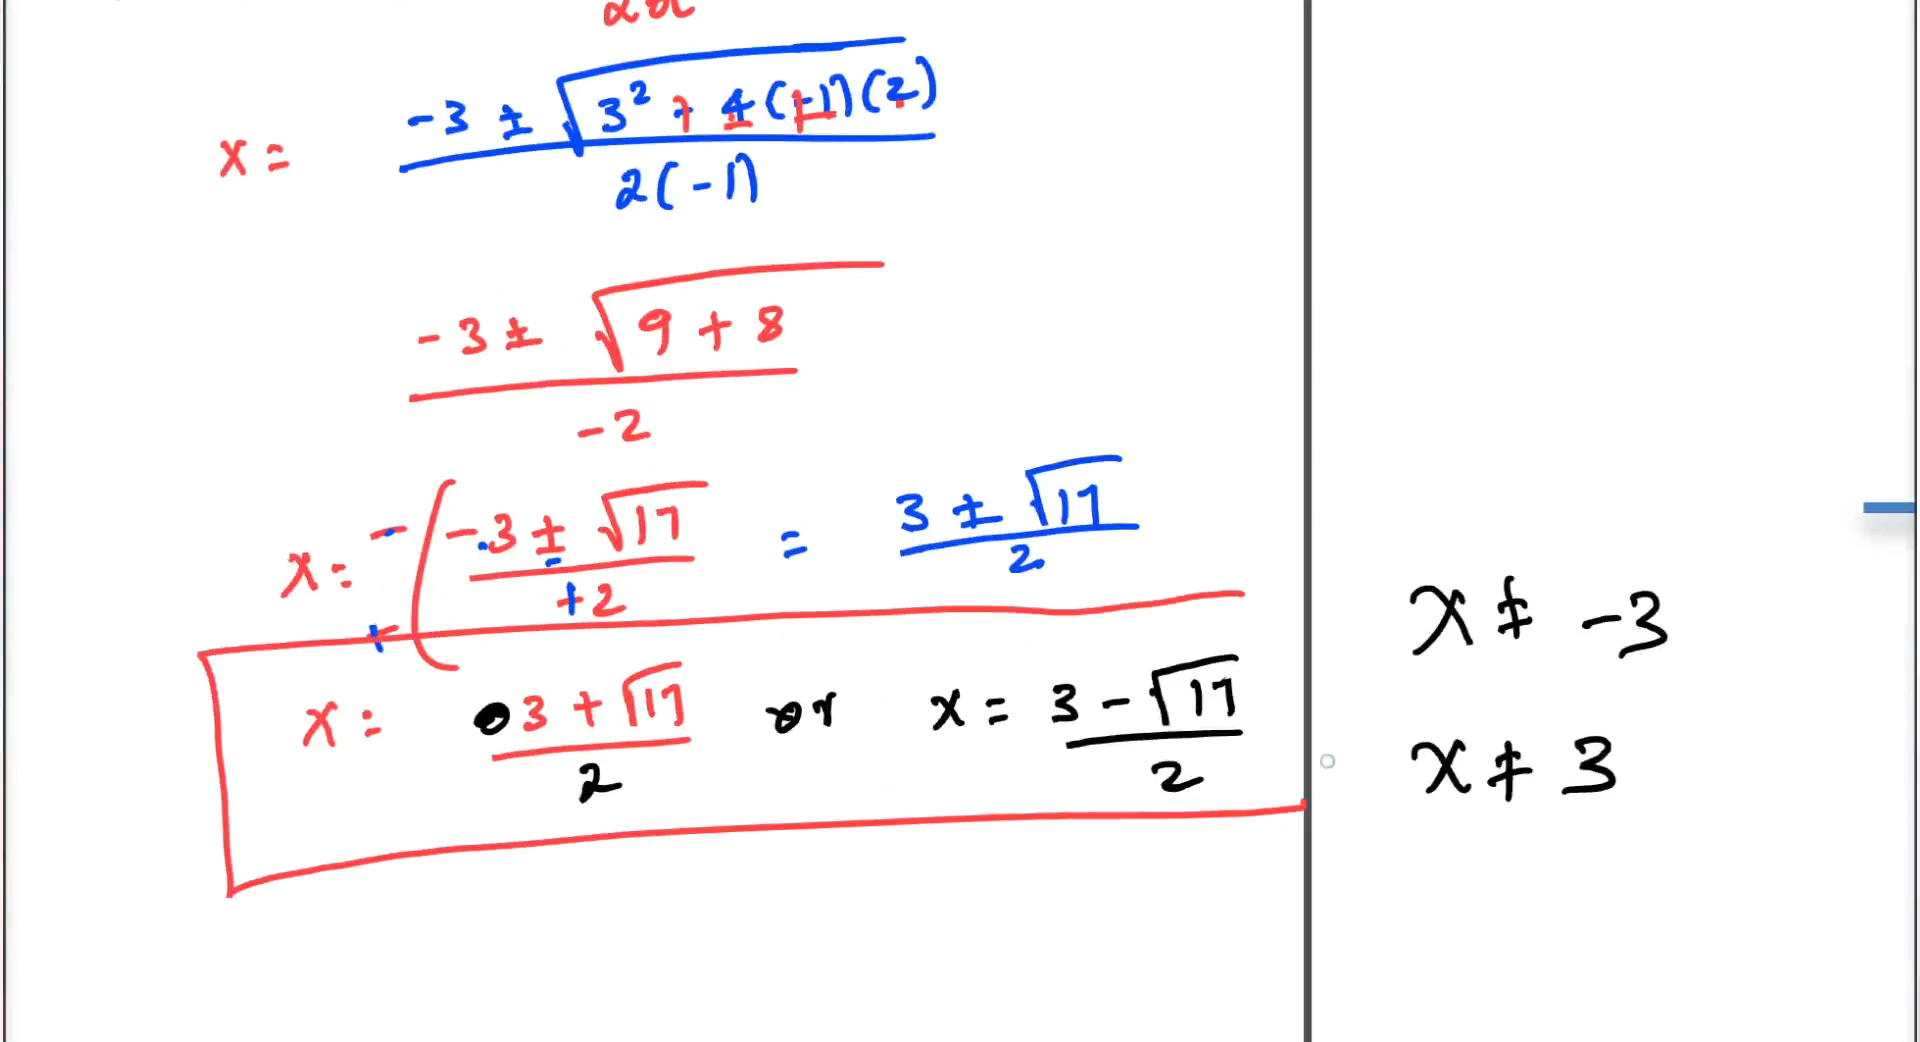 x = (-3 ± √(3² + 4(+1)(2))) / 2(-1)
(-3 ± √(9 + 8)) / -2
x = -(-3 ± √17 / +2) = (3 ± √17) / 2
x = (3 + √17) / 2 or x = (3 - √17) / 2
x ≠ -3
x ≠ 3